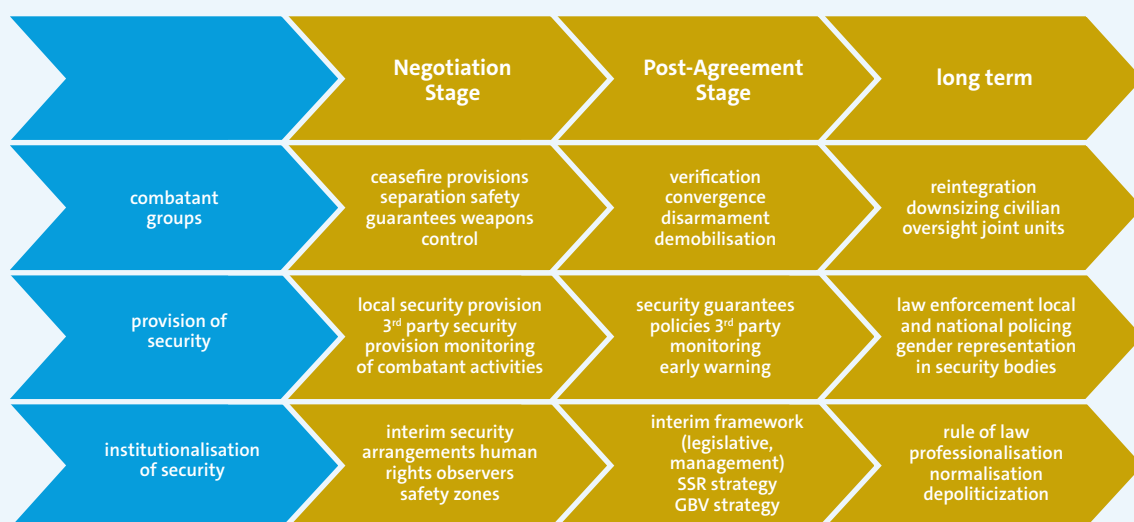 Negotiation
Stage
Post-Agreement
Stage
long term
combatant
groups
ceasefire provisions
separation safety
guarantees weapons
control
verification
convergence
disarmament
demobilisation
reintegration
downsizing civilian
oversight joint units
provision of
security
local security provision
3rd party security
provision monitoring
of combatant activities
security guarantees
policies 3rd party
monitoring
early warning
law enforcement local
and national policing
gender representation
in security bodies
institutionalisation
of security
interim security
arrangements human
rights observers
safety zones
interim framework
(legislative,
management)
SSR strategy
GBV strategy
rule of law
professionalisation
normalisation
depoliticization